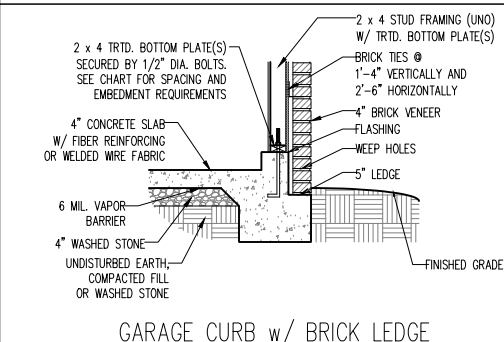 2 x 4 TRTD. BOTTOM PLATE(S)
SECURED BY 1/2" DIA. BOLTS.
SEE CHART FOR SPACING AND
EMBEDMENT REQUIREMENTS
4" CONCRETE SLAB
W/ FIBER REINFORCING
OR WELDED WIRE FABRIC
6 MIL. VAPOR
BARRIER
4" WASHED STONE
UNDISTURBED EARTH,
COMPACTED FILL
OR WASHED STONE
2 x 4 STUD FRAMING (UNO)
W/ TRTD. BOTTOM PLATE(S)
BRICK TIES @
1'-4" VERTICALLY AND
2'-6" HORIZONTALLY
4" BRICK VENEER
FLASHING
WEEP HOLES
5" LEDGE
FINISHED GRADE
GARAGE CURB w/ BRICK LEDGE